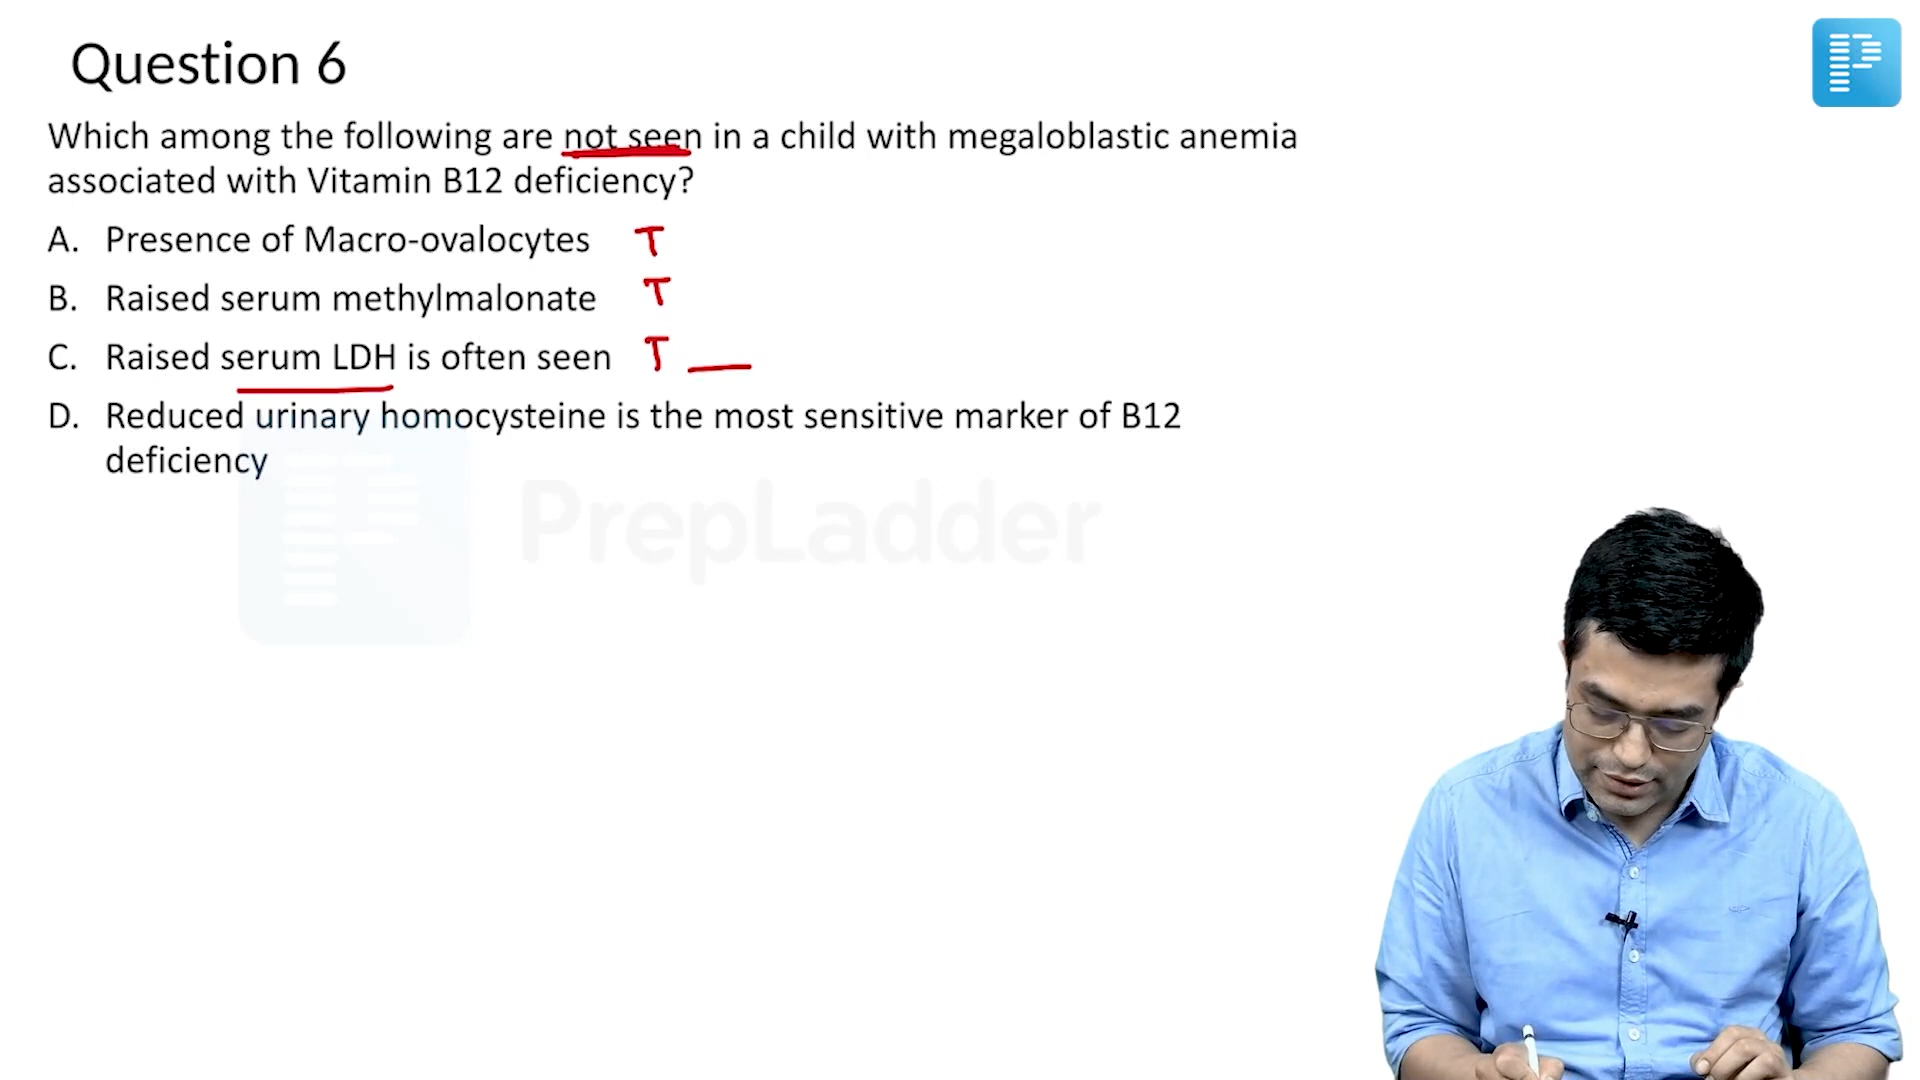 Question 6
Which among the following are not seen in a child with megaloblastic anemia
associated with Vitamin B12 deficiency?
A. Presence of Macro-ovalocytes T
B. Raised serum methylmalonate T
C. Raised serum LDH is often seen T
D. Reduced urinary homocysteine is the most sensitive marker of B12
deficiency
PrepLadder